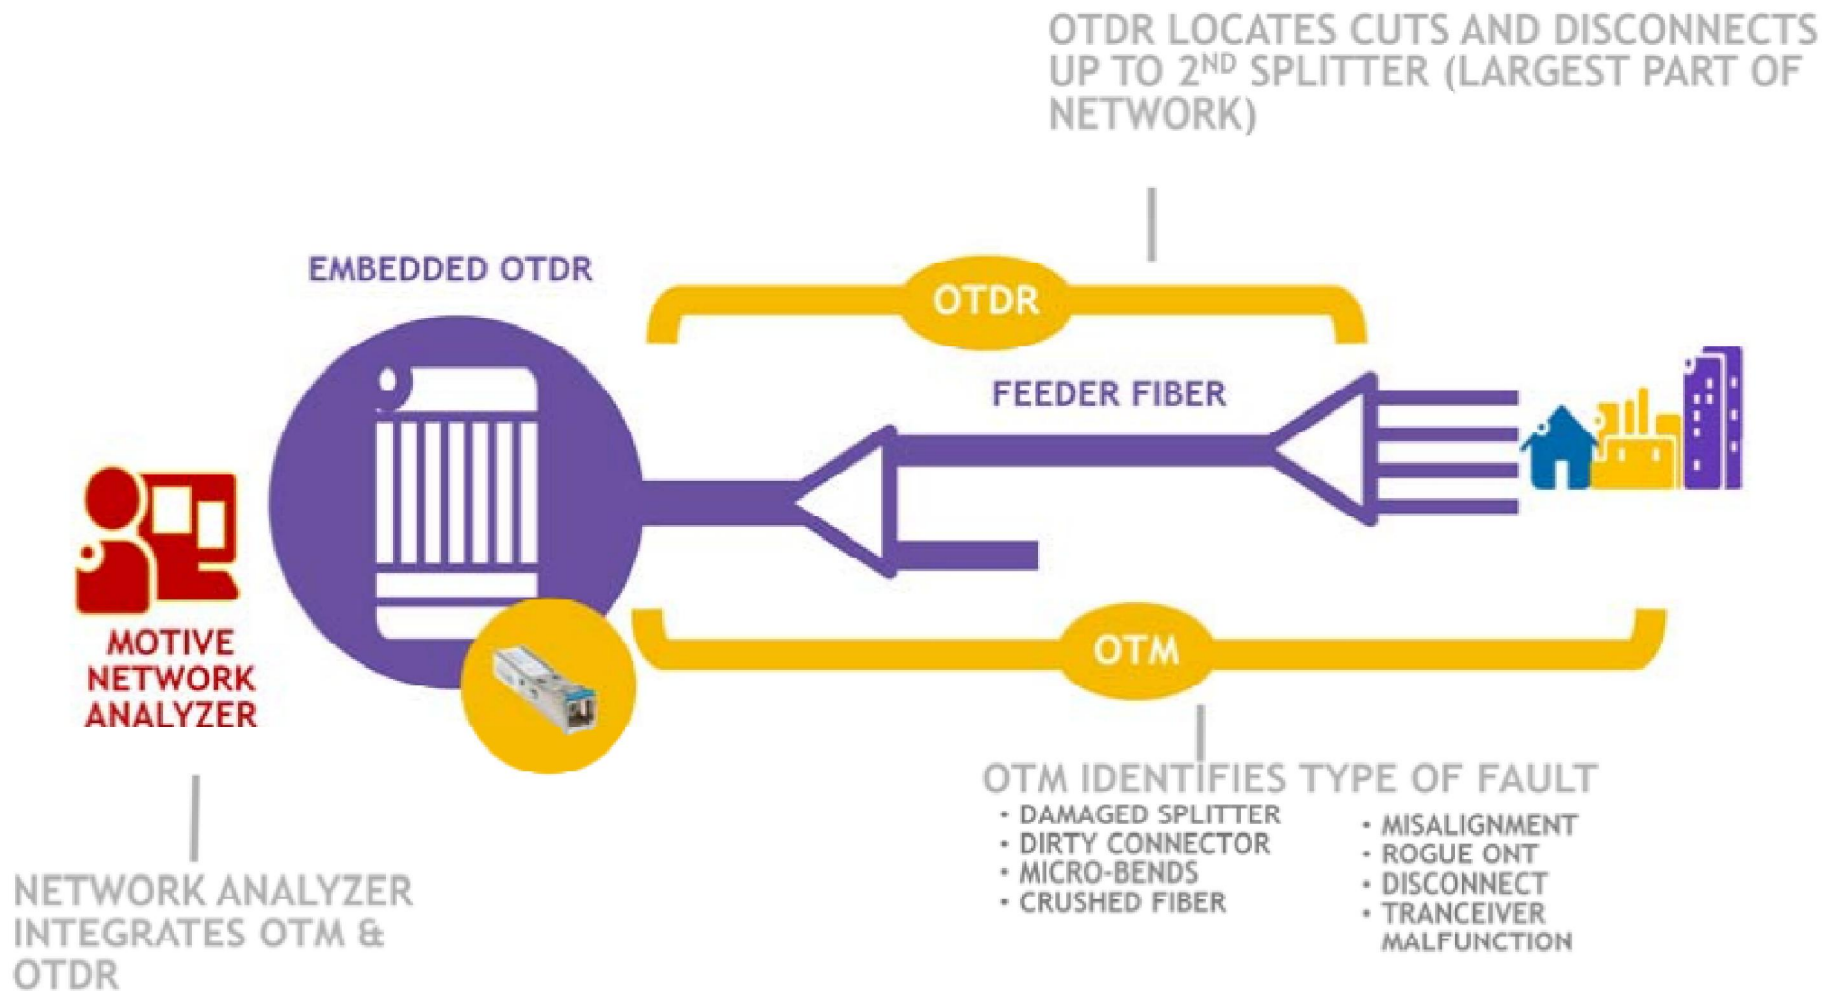 OTDR LOCATES CUTS AND DISCONNECTS
UP TO 2ND SPLITTER (LARGEST PART OF
NETWORK)
EMBEDDED OTDR
OTDR
FEEDER FIBER
MOTIVE
NETWORK
ANALYZER
OTM
OTM IDENTIFIES TYPE OF FAULT
• DAMAGED SPLITTER
• DIRTY CONNECTOR
• MICRO-BENDS
• CRUSHED FIBER
• MISALIGNMENT
• ROGUE ONT
• DISCONNECT
• TRANCEIVER
MALFUNCTION
NETWORK ANALYZER
INTEGRATES OTM &
OTDR